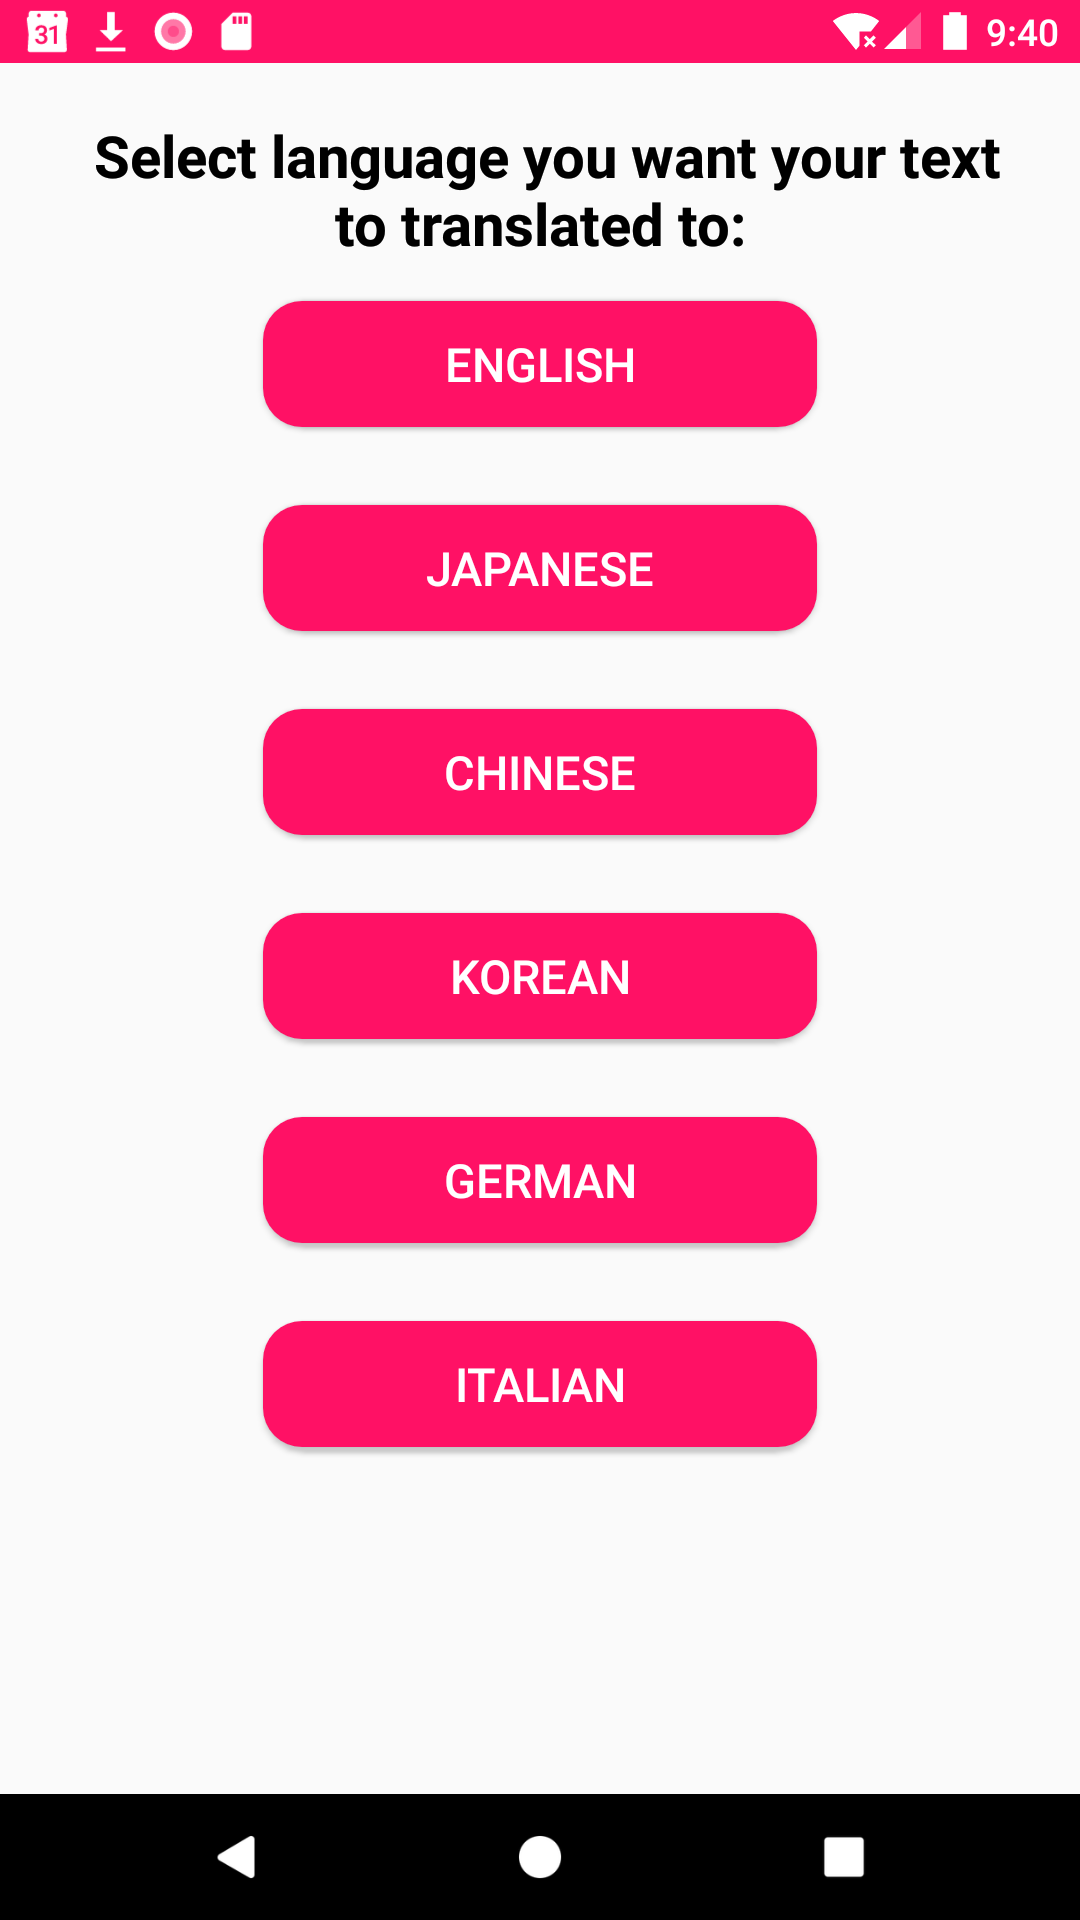 31
9:40
Select language you want your text
to translated to:
ENGLISH
JAPANESE
CHINESE
KOREAN
GERMAN
ITALIAN